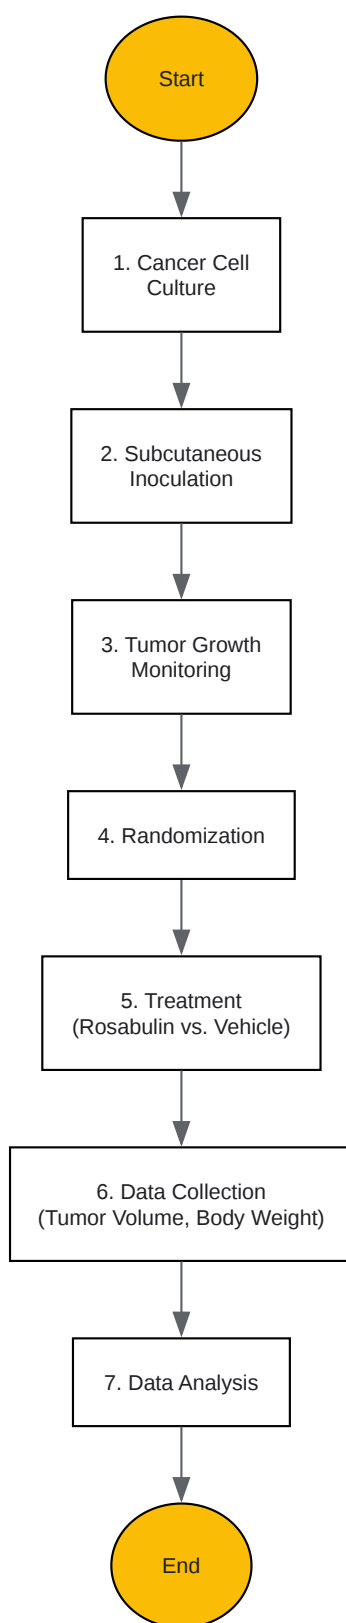 Start
1. Cancer Cell
Culture
2. Subcutaneous
Inoculation
3. Tumor Growth
Monitoring
4. Randomization
5. Treatment
(Rosabulin vs. Vehicle)
6. Data Collection
(Tumor Volume, Body Weight)
7. Data Analysis
End